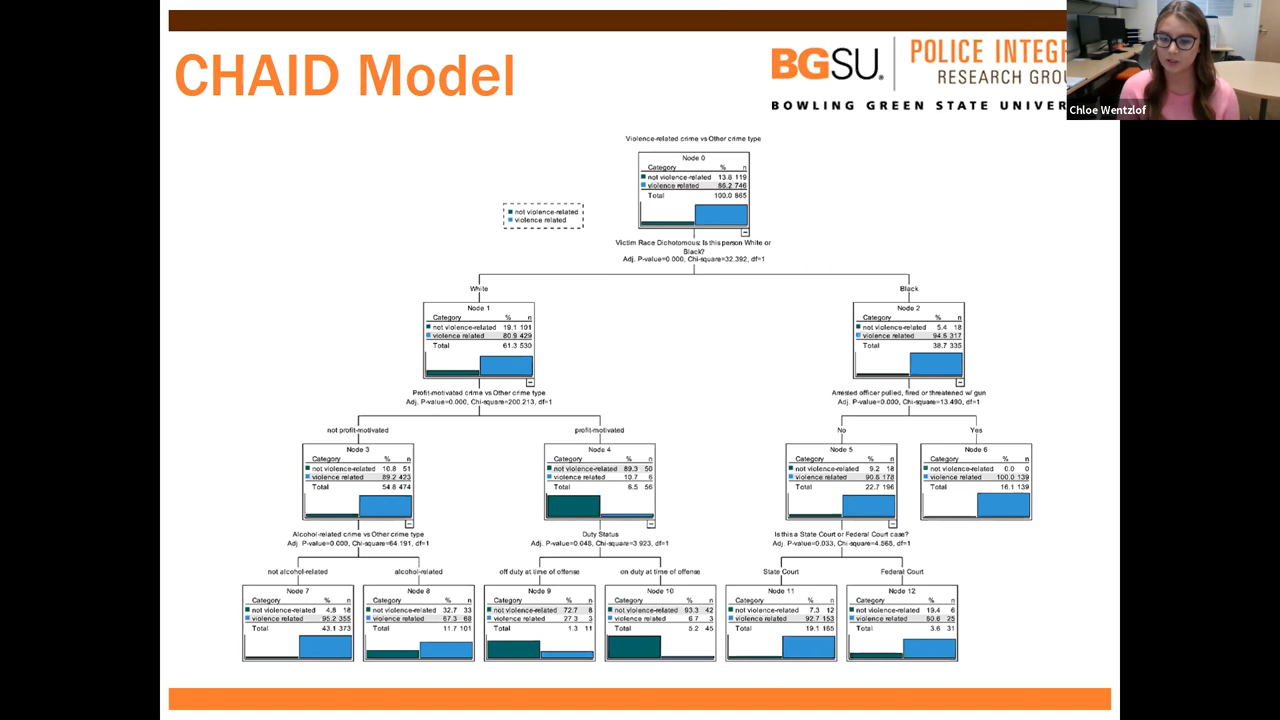 CHAID Model
BGSU®
POLICE INTEG
RESEARCH GROU
BOWLING GREEN STATE UNIVER
Chloe Wentzlof
Violence-related crime vs Other crime type
Node 0
Category % n
not violence-related 13.8 119
violence related 86.2 746
Total 100.0 865
not violence-related
violence related
Victim Race Dichotomous: Is this person White or
Black?
Adj. P-value=0.000, Chi-square=32.392, df=1
White
Black
Node 1
Category % n
not violence-related 19.1 101
violence related 80.9 429
Total 61.3 530
Node 2
Category % n
not violence-related 5.4 18
violence related 94.6 317
Total 38.7 335
Profit-motivated crime vs Other crime type
Adj. P-value=0.000, Chi-square=200.213, df=1
Arrested officer pulled, fired or threatened w/ gun
Adj. P-value=0.000, Chi-square=13.490, df=1
not profit-motivated
profit-motivated
No
Yes
Node 3
Category % n
not violence-related 10.8 51
violence related 89.2 423
Total 54.8 474
Node 4
Category % n
not violence-related 89.3 50
violence related 10.7 6
Total 6.5 56
Node 5
Category % n
not violence-related 9.2 18
violence related 90.8 178
Total 22.7 196
Node 6
Category % n
not violence-related 0.0 0
violence related 100.0 139
Total 16.1 139
Alcohol-related crime vs Other crime type
Adj. P-value=0.000, Chi-square=64.191, df=1
Duty Status
Adj. P-value=0.048, Chi-square=3.923, df=1
Is this a State Court or Federal Court case?
Adj. P-value=0.033, Chi-square=4.568, df=1
not alcohol-related
alcohol-related
off duty at time of offense
on duty at time of offense
State Court
Federal Court
Node 7
Category % n
not violence-related 4.8 18
violence related 95.2 355
Total 43.1 373
Node 8
Category % n
not violence-related 32.7 33
violence related 67.3 68
Total 11.7 101
Node 9
Category % n
not violence-related 72.7 8
violence related 27.3 3
Total 1.3 11
Node 10
Category % n
not violence-related 93.3 42
violence related 6.7 3
Total 5.2 45
Node 11
Category % n
not violence-related 7.3 12
violence related 92.7 153
Total 19.1 165
Node 12
Category % n
not violence-related 19.4 6
violence related 80.6 25
Total 3.6 31